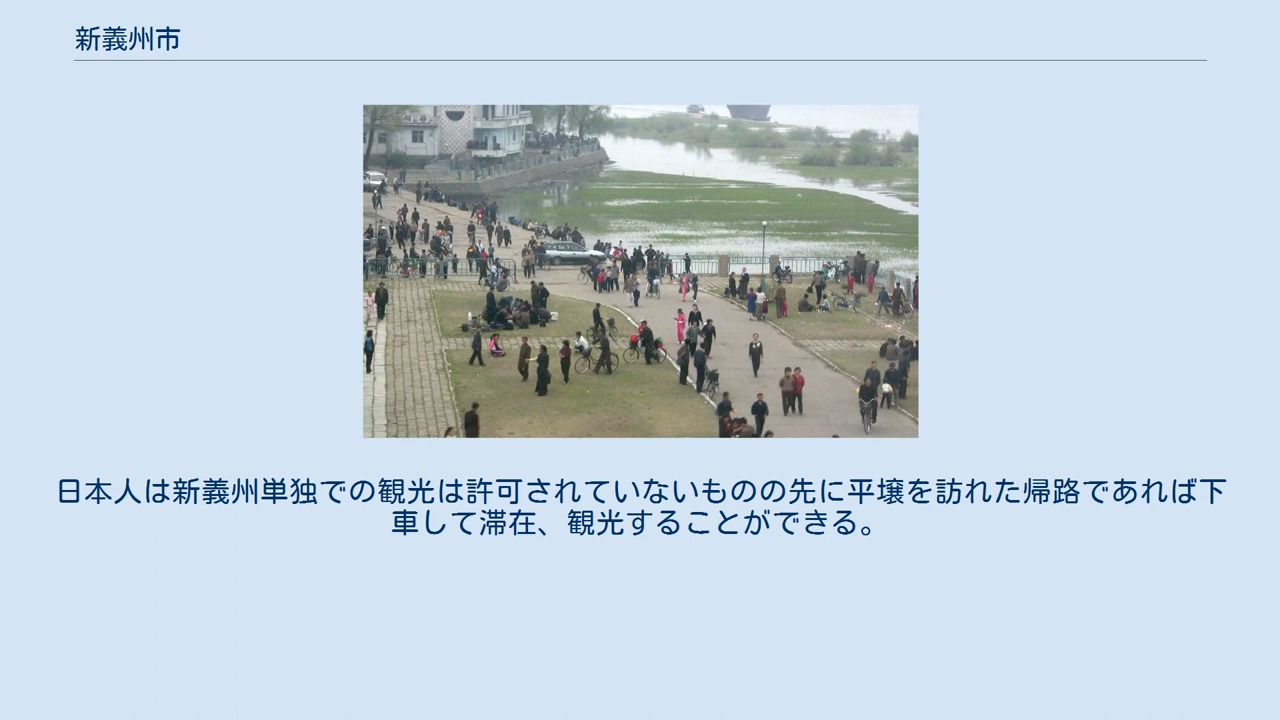 新義州市
日本人は新義州単独での観光は許可されていないものの先に平壌を訪れた帰路であれば下
車して滞在、観光することができる。